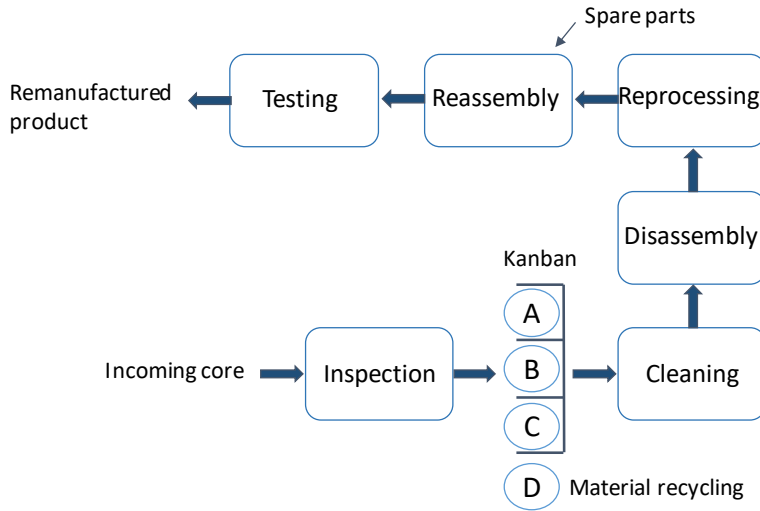 Spare parts
Remanufactured
product
Testing
Reassembly
Reprocessing
Disassembly
Kanban
A
Incoming core
Inspection
B
Cleaning
C
D
Material recycling